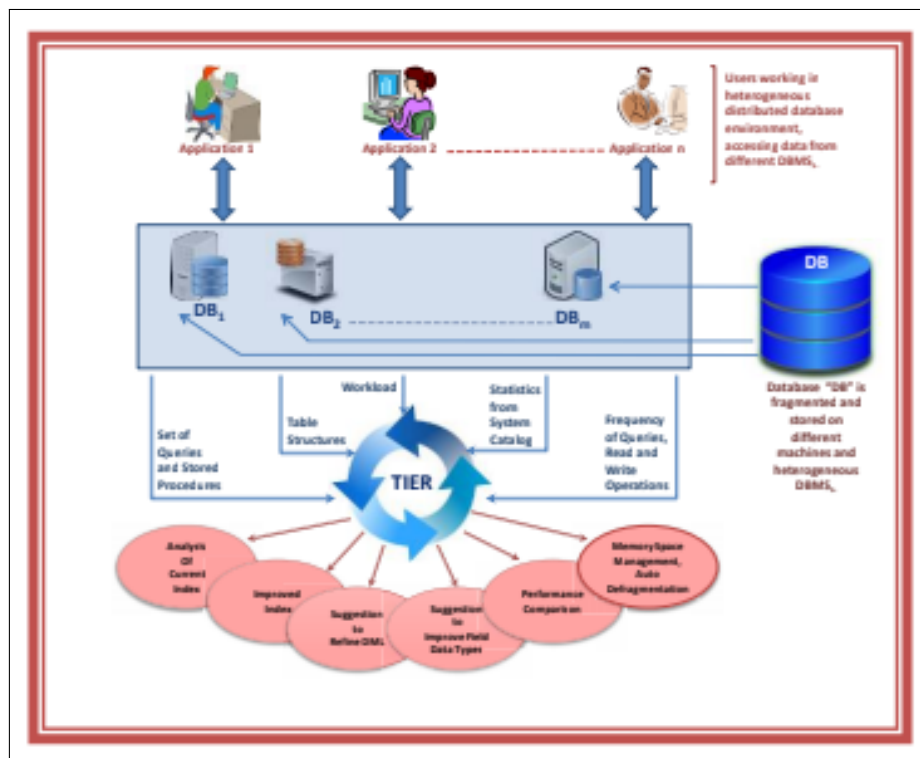 Users working in
heterogeneous
distributed database
environment,
accessing data from
different DBMSs.
Application 1
Application 2
Application n
DB
DB1
DB2
DBm
Database "DB" is
fragmented and
stored on
different
machines and
heterogeneous
DBMSs.
Set of
Queries
and Stored
Procedures
Table
Structures
Workload
Statistics
from
System
Catalog
Frequency
of Queries,
Read and
Write
Operations
TIER
Analysis
Of
Current
Index
Improved
Index
Suggestion
to
Refine DML
Suggestion
to
Improve Field
Data Types
Performance
Comparison
Memory Space
Management,
Auto
Defragmentation